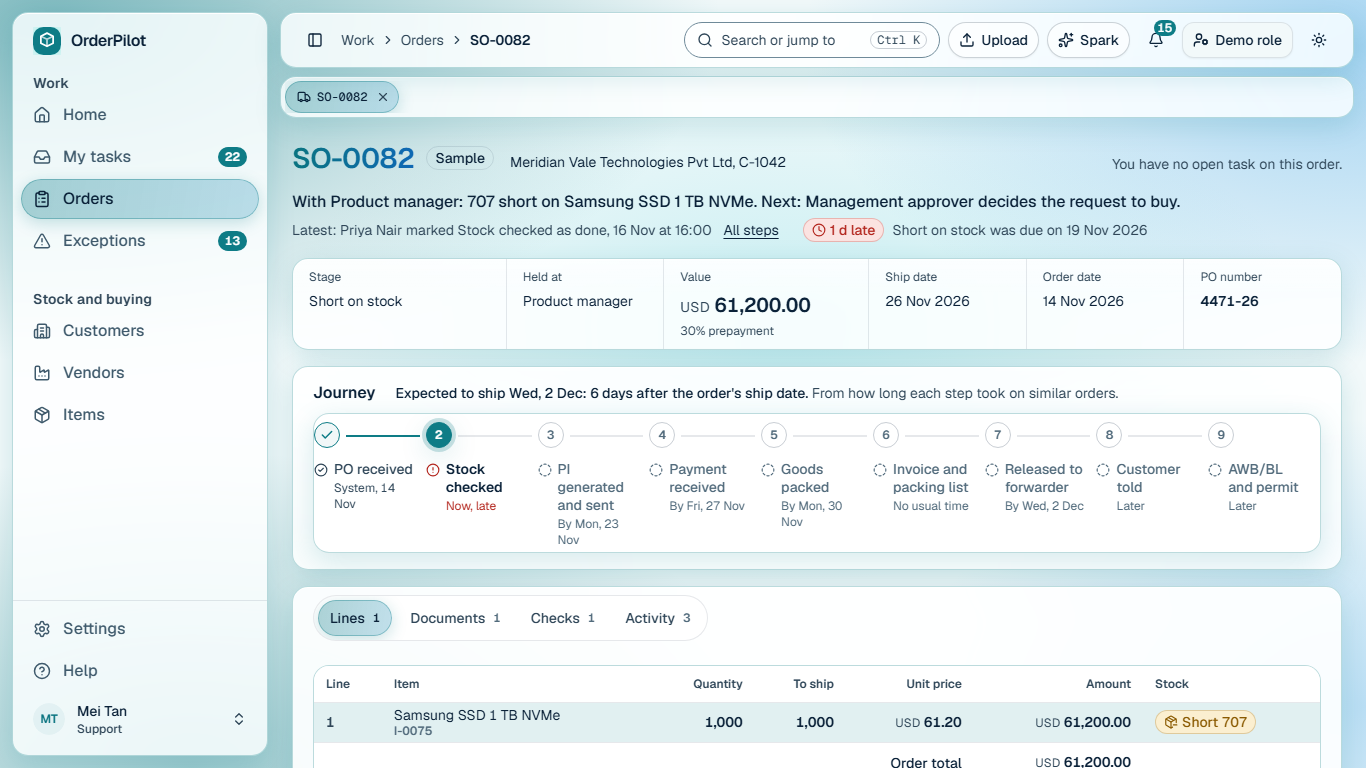 OrderPilot
Work
Home
My tasks 22
Orders
Exceptions 13
Stock and buying
Customers
Vendors
Items
Settings
Help
MT
Mei Tan
Support
Work > Orders > SO-0082
Search or jump to Ctrl K
Upload
Spark
15
Demo role
SO-0082
SO-0082 Sample Meridian Vale Technologies Pvt Ltd, C-1042
You have no open task on this order.
With Product manager: 707 short on Samsung SSD 1 TB NVMe. Next: Management approver decides the request to buy.
Latest: Priya Nair marked Stock checked as done, 16 Nov at 16:00 All steps 1 d late Short on stock was due on 19 Nov 2026
Stage
Short on stock
Held at
Product manager
Value
USD 61,200.00
30% prepayment
Ship date
26 Nov 2026
Order date
14 Nov 2026
PO number
4471-26
Journey Expected to ship Wed, 2 Dec: 6 days after the order's ship date. From how long each step took on similar orders.
PO received
System, 14
Nov
2
Stock
checked
Now, late
3
PI
generated
and sent
By Mon, 23
Nov
4
Payment
received
By Fri, 27 Nov
5
Goods
packed
By Mon, 30
Nov
6
Invoice and
packing list
No usual time
7
Released to
forwarder
By Wed, 2 Dec
8
Customer
told
Later
9
AWB/BL
and permit
Later
Lines 1 Documents 1 Checks 1 Activity 3
Line Item Quantity To ship Unit price Amount Stock
1 Samsung SSD 1 TB NVMe 1,000 1,000 USD 61.20 USD 61,200.00 Short 707
I-0075
Order total USD 61,200.00